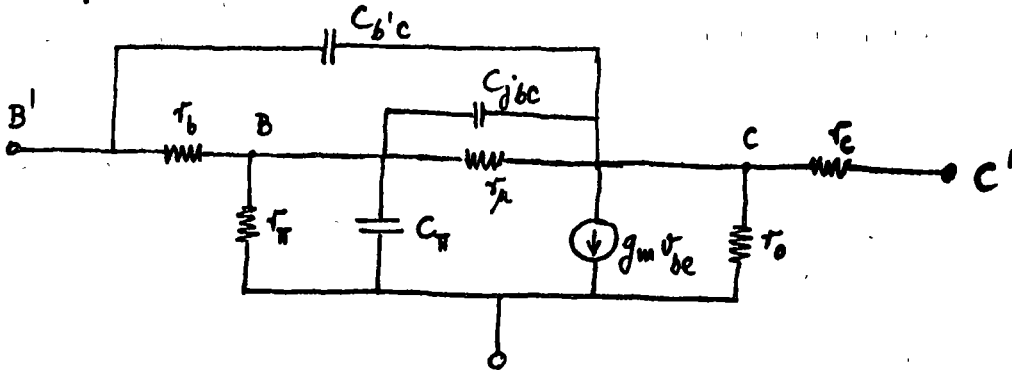 C_b'c
C_jbc
B'
r_b
B
C
r_c
C'
r_μ
r_π
C_π
g_m v_be
r_o